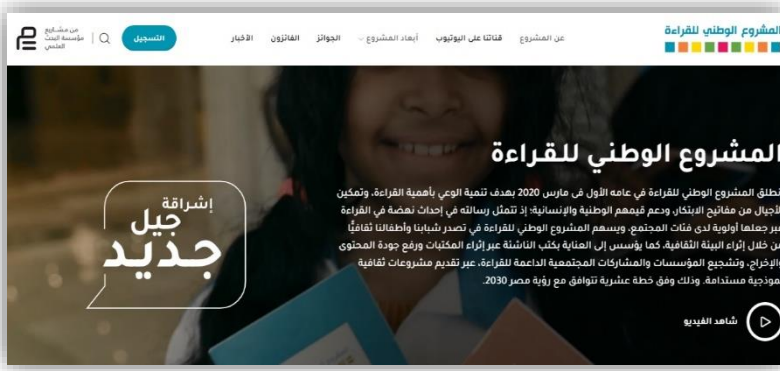 المشروع الوطني للقراءة
عن المشروع
قناتنا على اليوتيوب
أبعاد المشروع
الجوائز
الفائزون
الأخبار
التسجيل
من مشاريع
مؤسسة البحث
العلمي
المشروع الوطني للقراءة
نطلق المشروع الوطني للقراءة في عامه الأول في مارس 2020 بهدف تنمية الوعي بأهمية القراءة، وتمكين
الأجيال من مفاتيح الابتكار، ودعم قيمهم الوطنية والإنسانية؛ إذ تتمثل رسالته في إحداث نهضة في القراءة
عبر جعلها أولوية لدى فئات المجتمع، ويسهم المشروع الوطني للقراءة في تصدر شبابنا وأطفالنا ثقافيًا
من خلال إثراء البيئة الثقافية، كما يؤسس إلى العناية بكتب الناشئة عبر إثراء المكتبات ورفع جودة المحتوى
والإخراج، وتشجيع المؤسسات والمشاركات المجتمعية الداعمة للقراءة، عبر تقديم مشروعات ثقافية
نموذجية مستدامة. وذلك وفق خطة عشرية تتوافق مع رؤية مصر 2030.
شاهد الفيديو
إشراقة
جيل
جديد